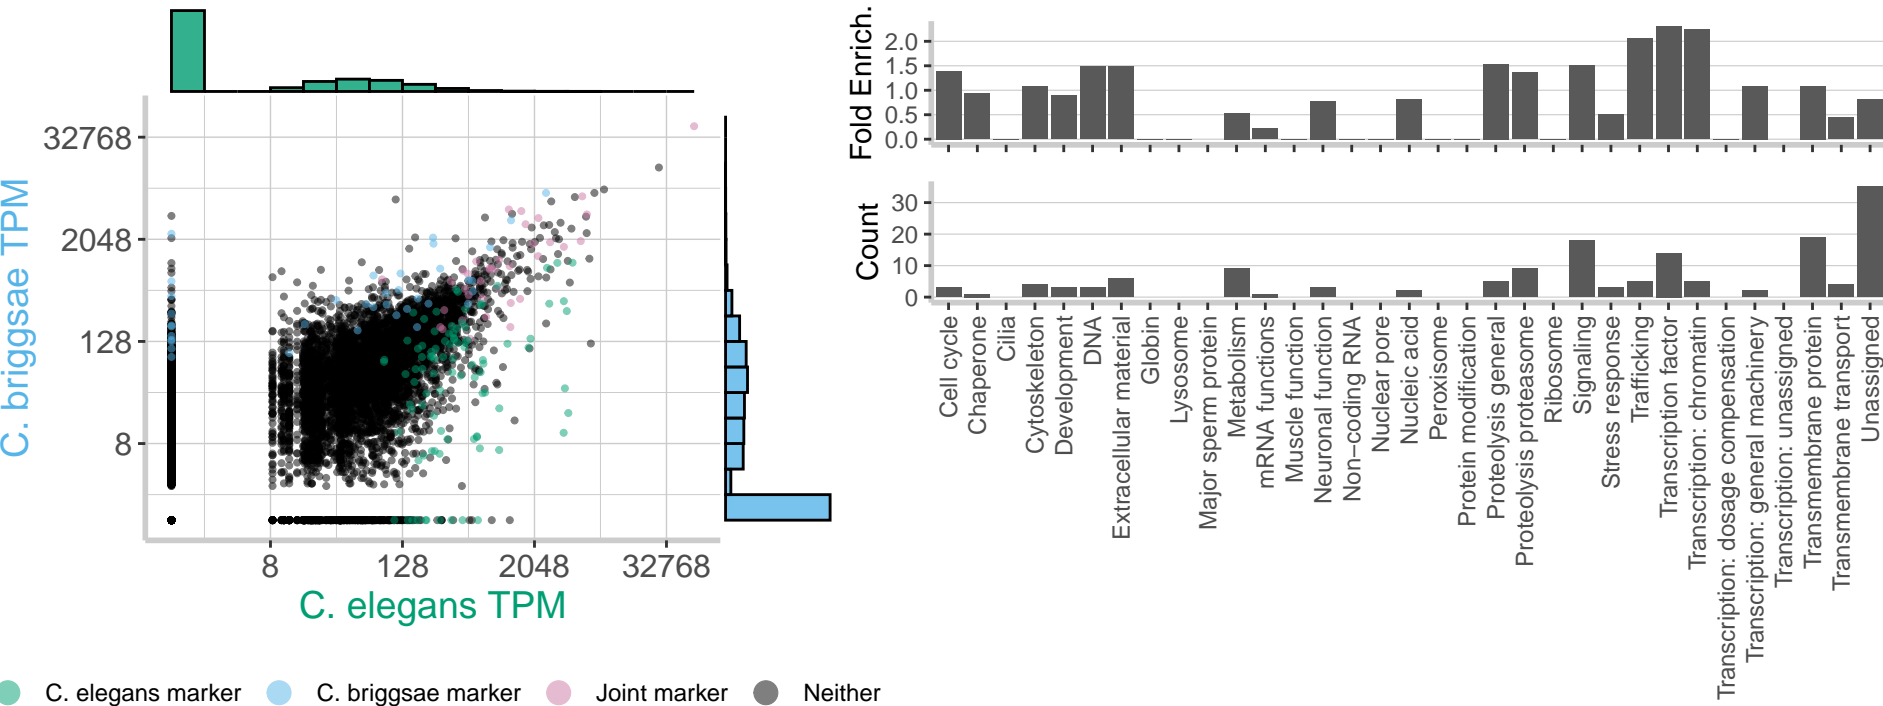 32768
2048
128
8
C. briggsae TPM
8
128
2048
32768
C. elegans TPM
C. elegans marker
C. briggsae marker
Joint marker
Neither
Fold Enrich.
2.0
1.5
1.0
0.5
0.0
Count
30
20
10
0
Cell cycle
Chaperone
Cilia
Cytoskeleton
Development
DNA
Extracellular material
Globin
Lysosome
Major sperm protein
Metabolism
mRNA functions
Muscle function
Neuronal function
Non−coding RNA
Nuclear pore
Nucleic acid
Peroxisome
Protein modification
Proteolysis general
Proteolysis proteasome
Ribosome
Signaling
Stress response
Trafficking
Transcription factor
Transcription: chromatin
Transcription: dosage compensation
Transcription: general machinery
Transcription: unassigned
Transmembrane protein
Transmembrane transport
Unassigned